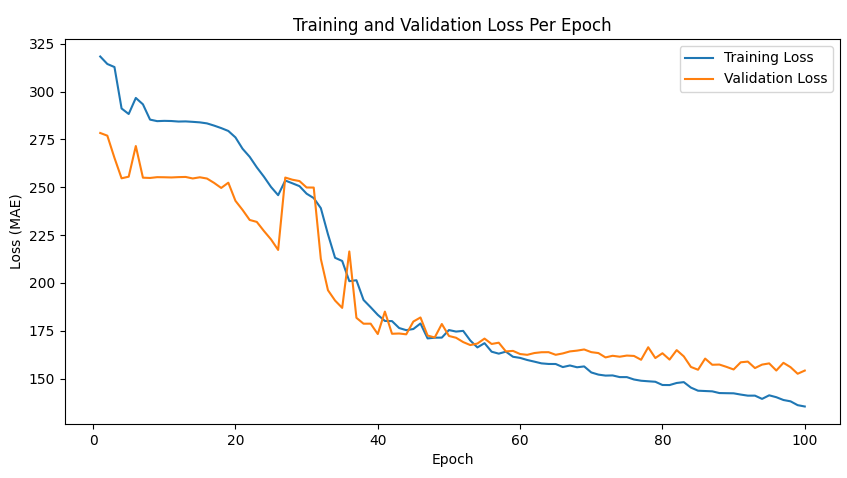 Training and Validation Loss Per Epoch
Training Loss
Validation Loss
Loss (MAE)
325
300
275
250
225
200
175
150
0
20
40
60
80
100
Epoch